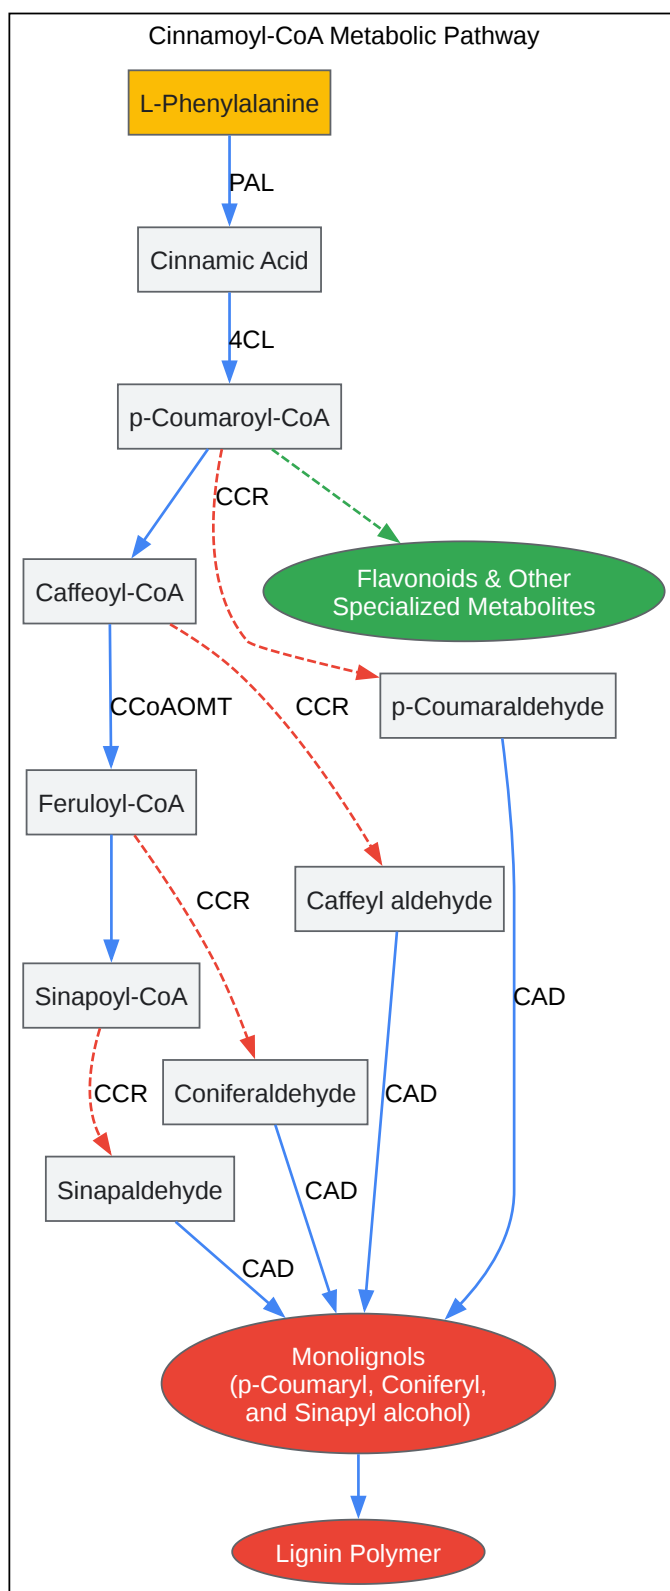 Cinnamoyl-CoA Metabolic Pathway
L-Phenylalanine
PAL
Cinnamic Acid
4CL
p-Coumaroyl-CoA
CCR
Flavonoids & Other
Specialized Metabolites
Caffeoyl-CoA
CCoAOMT
CCR
p-Coumaraldehyde
Feruloyl-CoA
CCR
Caffeyl aldehyde
Sinapoyl-CoA
CAD
CCR
Coniferaldehyde
CAD
Sinapaldehyde
CAD
CAD
Monolignols
(p-Coumaryl, Coniferyl,
and Sinapyl alcohol)
Lignin Polymer